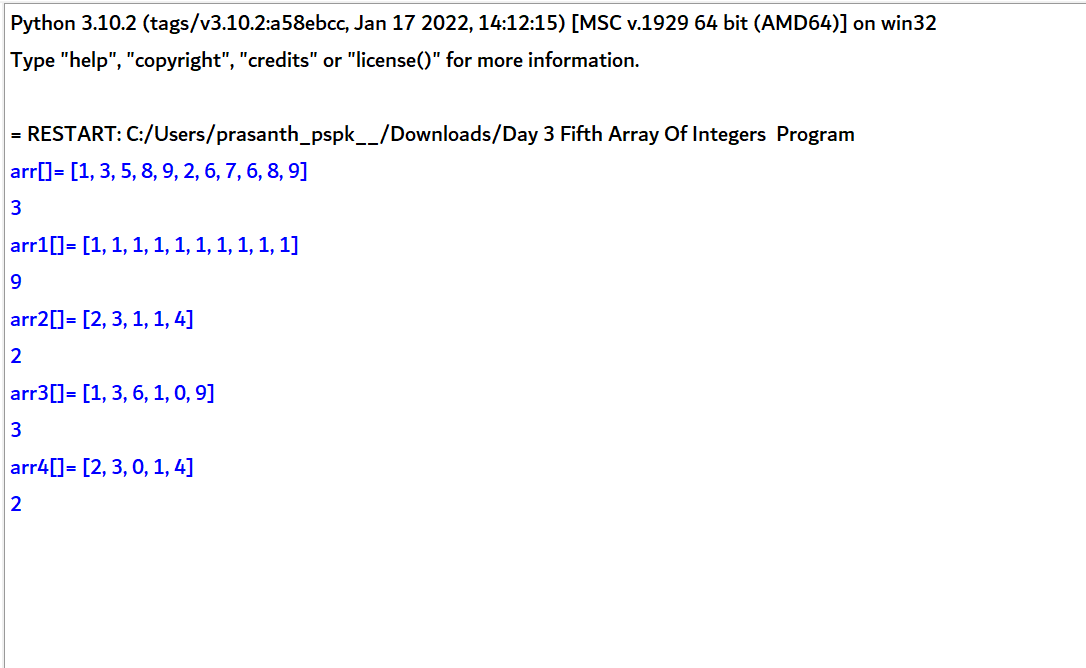 Python 3.10.2 (tags/v3.10.2:a58ebcc, Jan 17 2022, 14:12:15) [MSC v.1929 64 bit (AMD64)] on win32
Type "help", "copyright", "credits" or "license()" for more information.
= RESTART: C:/Users/prasanth_pspk__/Downloads/Day 3 Fifth Array Of Integers  Program
arr[]= [1, 3, 5, 8, 9, 2, 6, 7, 6, 8, 9]
3
arr1[]= [1, 1, 1, 1, 1, 1, 1, 1, 1, 1]
9
arr2[]= [2, 3, 1, 1, 4]
2
arr3[]= [1, 3, 6, 1, 0, 9]
3
arr4[]= [2, 3, 0, 1, 4]
2